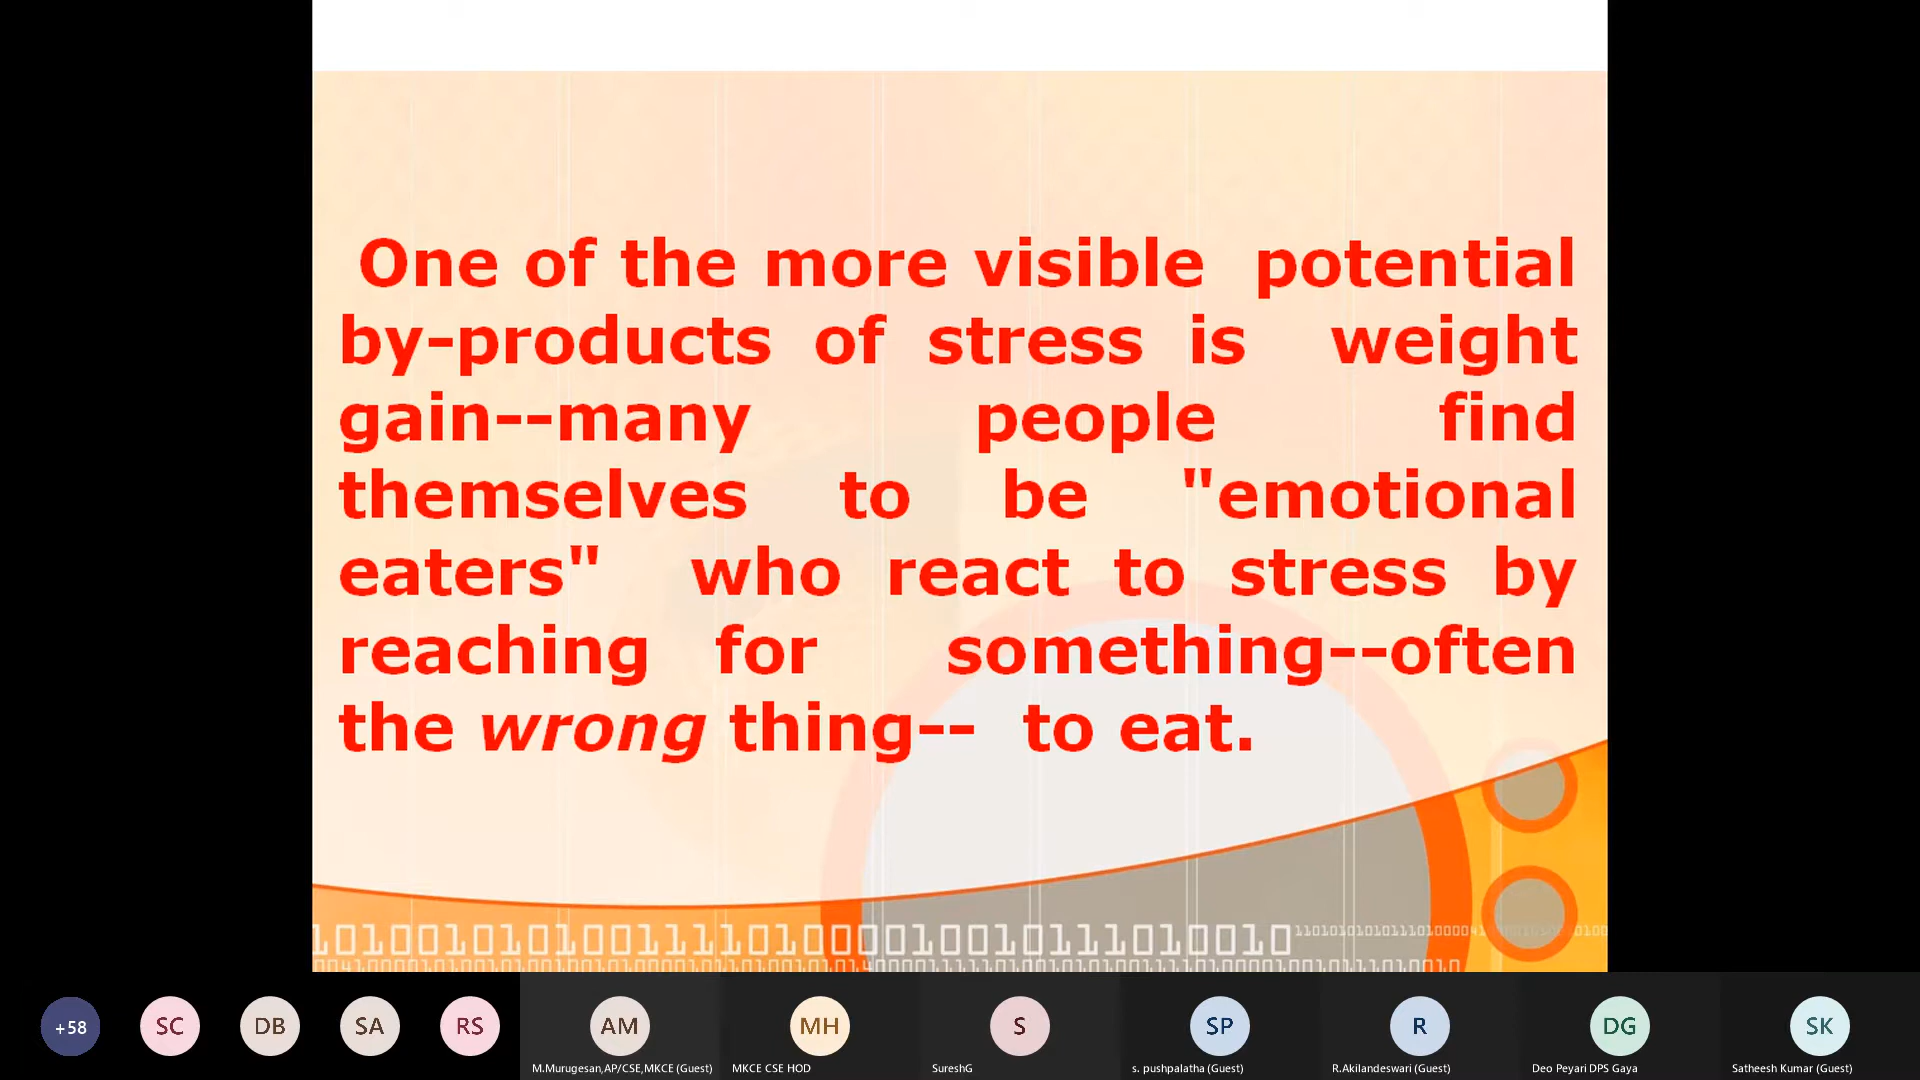 One of the more visible potential
by-products of stress is weight
gain--many people find
themselves to be "emotional
eaters" who react to stress by
reaching for something--often
the wrong thing-- to eat.
+58
SC
DB
SA
RS
AM
MH
S
SP
R
DG
SK
M.Murugesan,AP/CSE,MKCE (Guest)
MKCE CSE HOD
SureshG
s. pushpalatha (Guest)
R.Akilandeswari (Guest)
Deo Peyari DPS Gaya
Satheesh Kumar (Guest)